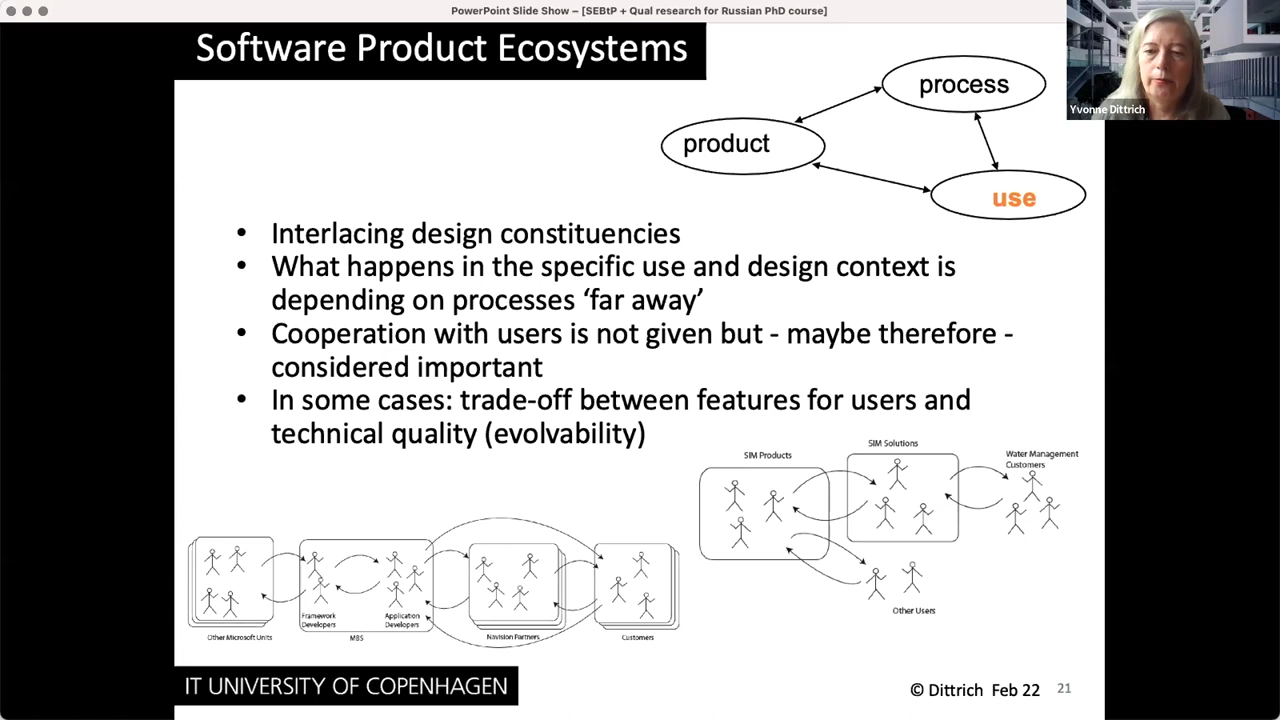 PowerPoint Slide Show – [SEBtP + Qual research for Russian PhD course]
Software Product Ecosystems
process
product
use
Yvonne Dittrich
• Interlacing design constituencies
• What happens in the specific use and design context is
depending on processes ‘far away’
• Cooperation with users is not given but - maybe therefore -
considered important
• In some cases: trade-off between features for users and
technical quality (evolvability)
SIM Products
SIM Solutions
Water Management
Customers
Other Users
Framework
Developers
Application
Developers
Other Microsoft Units
MBS
Navision Partners
Customers
IT UNIVERSITY OF COPENHAGEN
© Dittrich Feb 22
21